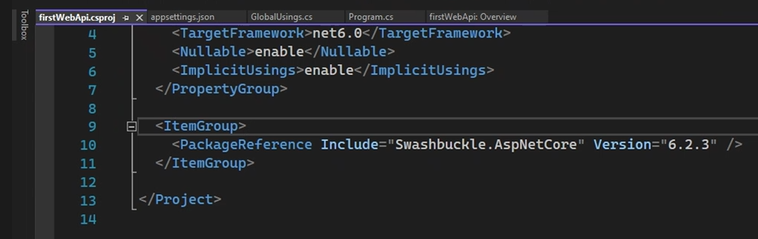 Toolbox
firstWebApi.csproj appsettings.json GlobalUsings.cs Program.cs firstWebApi: Overview
4 <TargetFramework>net6.0</TargetFramework>
5 <Nullable>enable</Nullable>
6 <ImplicitUsings>enable</ImplicitUsings>
7 </PropertyGroup>
8
9 <ItemGroup>
10 <PackageReference Include="Swashbuckle.AspNetCore" Version="6.2.3" />
11 </ItemGroup>
12
13 </Project>
14